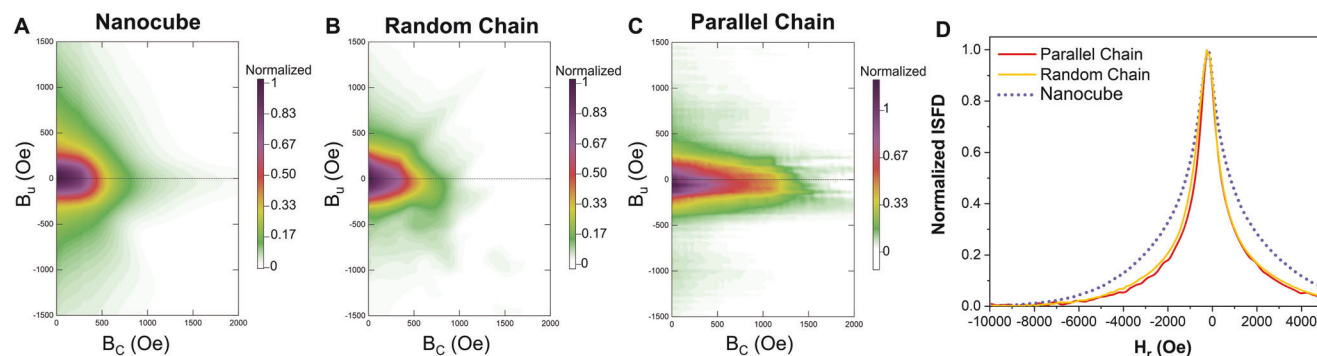 A Nanocube
1500
1000
500
0
-500
-1000
-1500
B_u (Oe)
0 500 1000 1500 2000
B_C (Oe)
Normalized
1
0.83
0.67
0.50
0.33
0.17
0
B Random Chain
1500
1000
500
0
-500
-1000
-1500
B_u (Oe)
0 500 1000 1500 2000
B_C (Oe)
Normalized
1
0.83
0.67
0.50
0.33
0.17
0
C Parallel Chain
1500
1000
500
0
-500
-1000
-1500
B_u (Oe)
0 500 1000 1500 2000
B_C (Oe)
Normalized
1
0.67
0.33
0
D
Normalized ISFD
1.0
0.8
0.6
0.4
0.2
0.0
Parallel Chain
Random Chain
Nanocube
-10000 -8000 -6000 -4000 -2000 0 2000 4000
H_r (Oe)